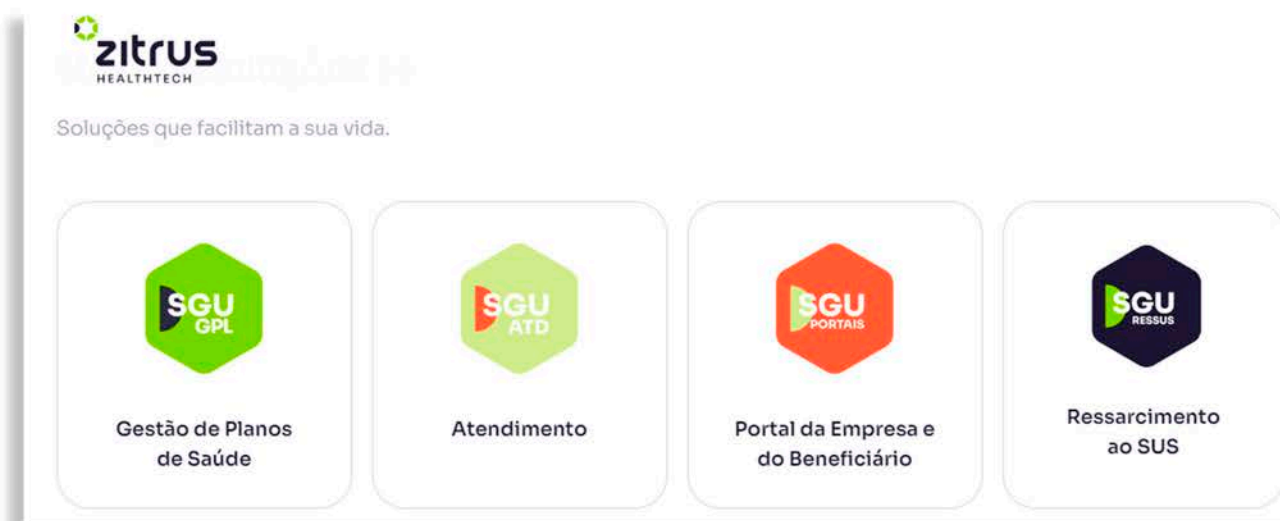 zitrus
HEALTHTECH
Soluções que facilitam a sua vida.
SGU
GPL
Gestão de Planos
de Saúde
SGU
ATD
Atendimento
SGU
PORTAIS
Portal da Empresa e
do Beneficiário
SGU
RESSUS
Ressarcimento
ao SUS